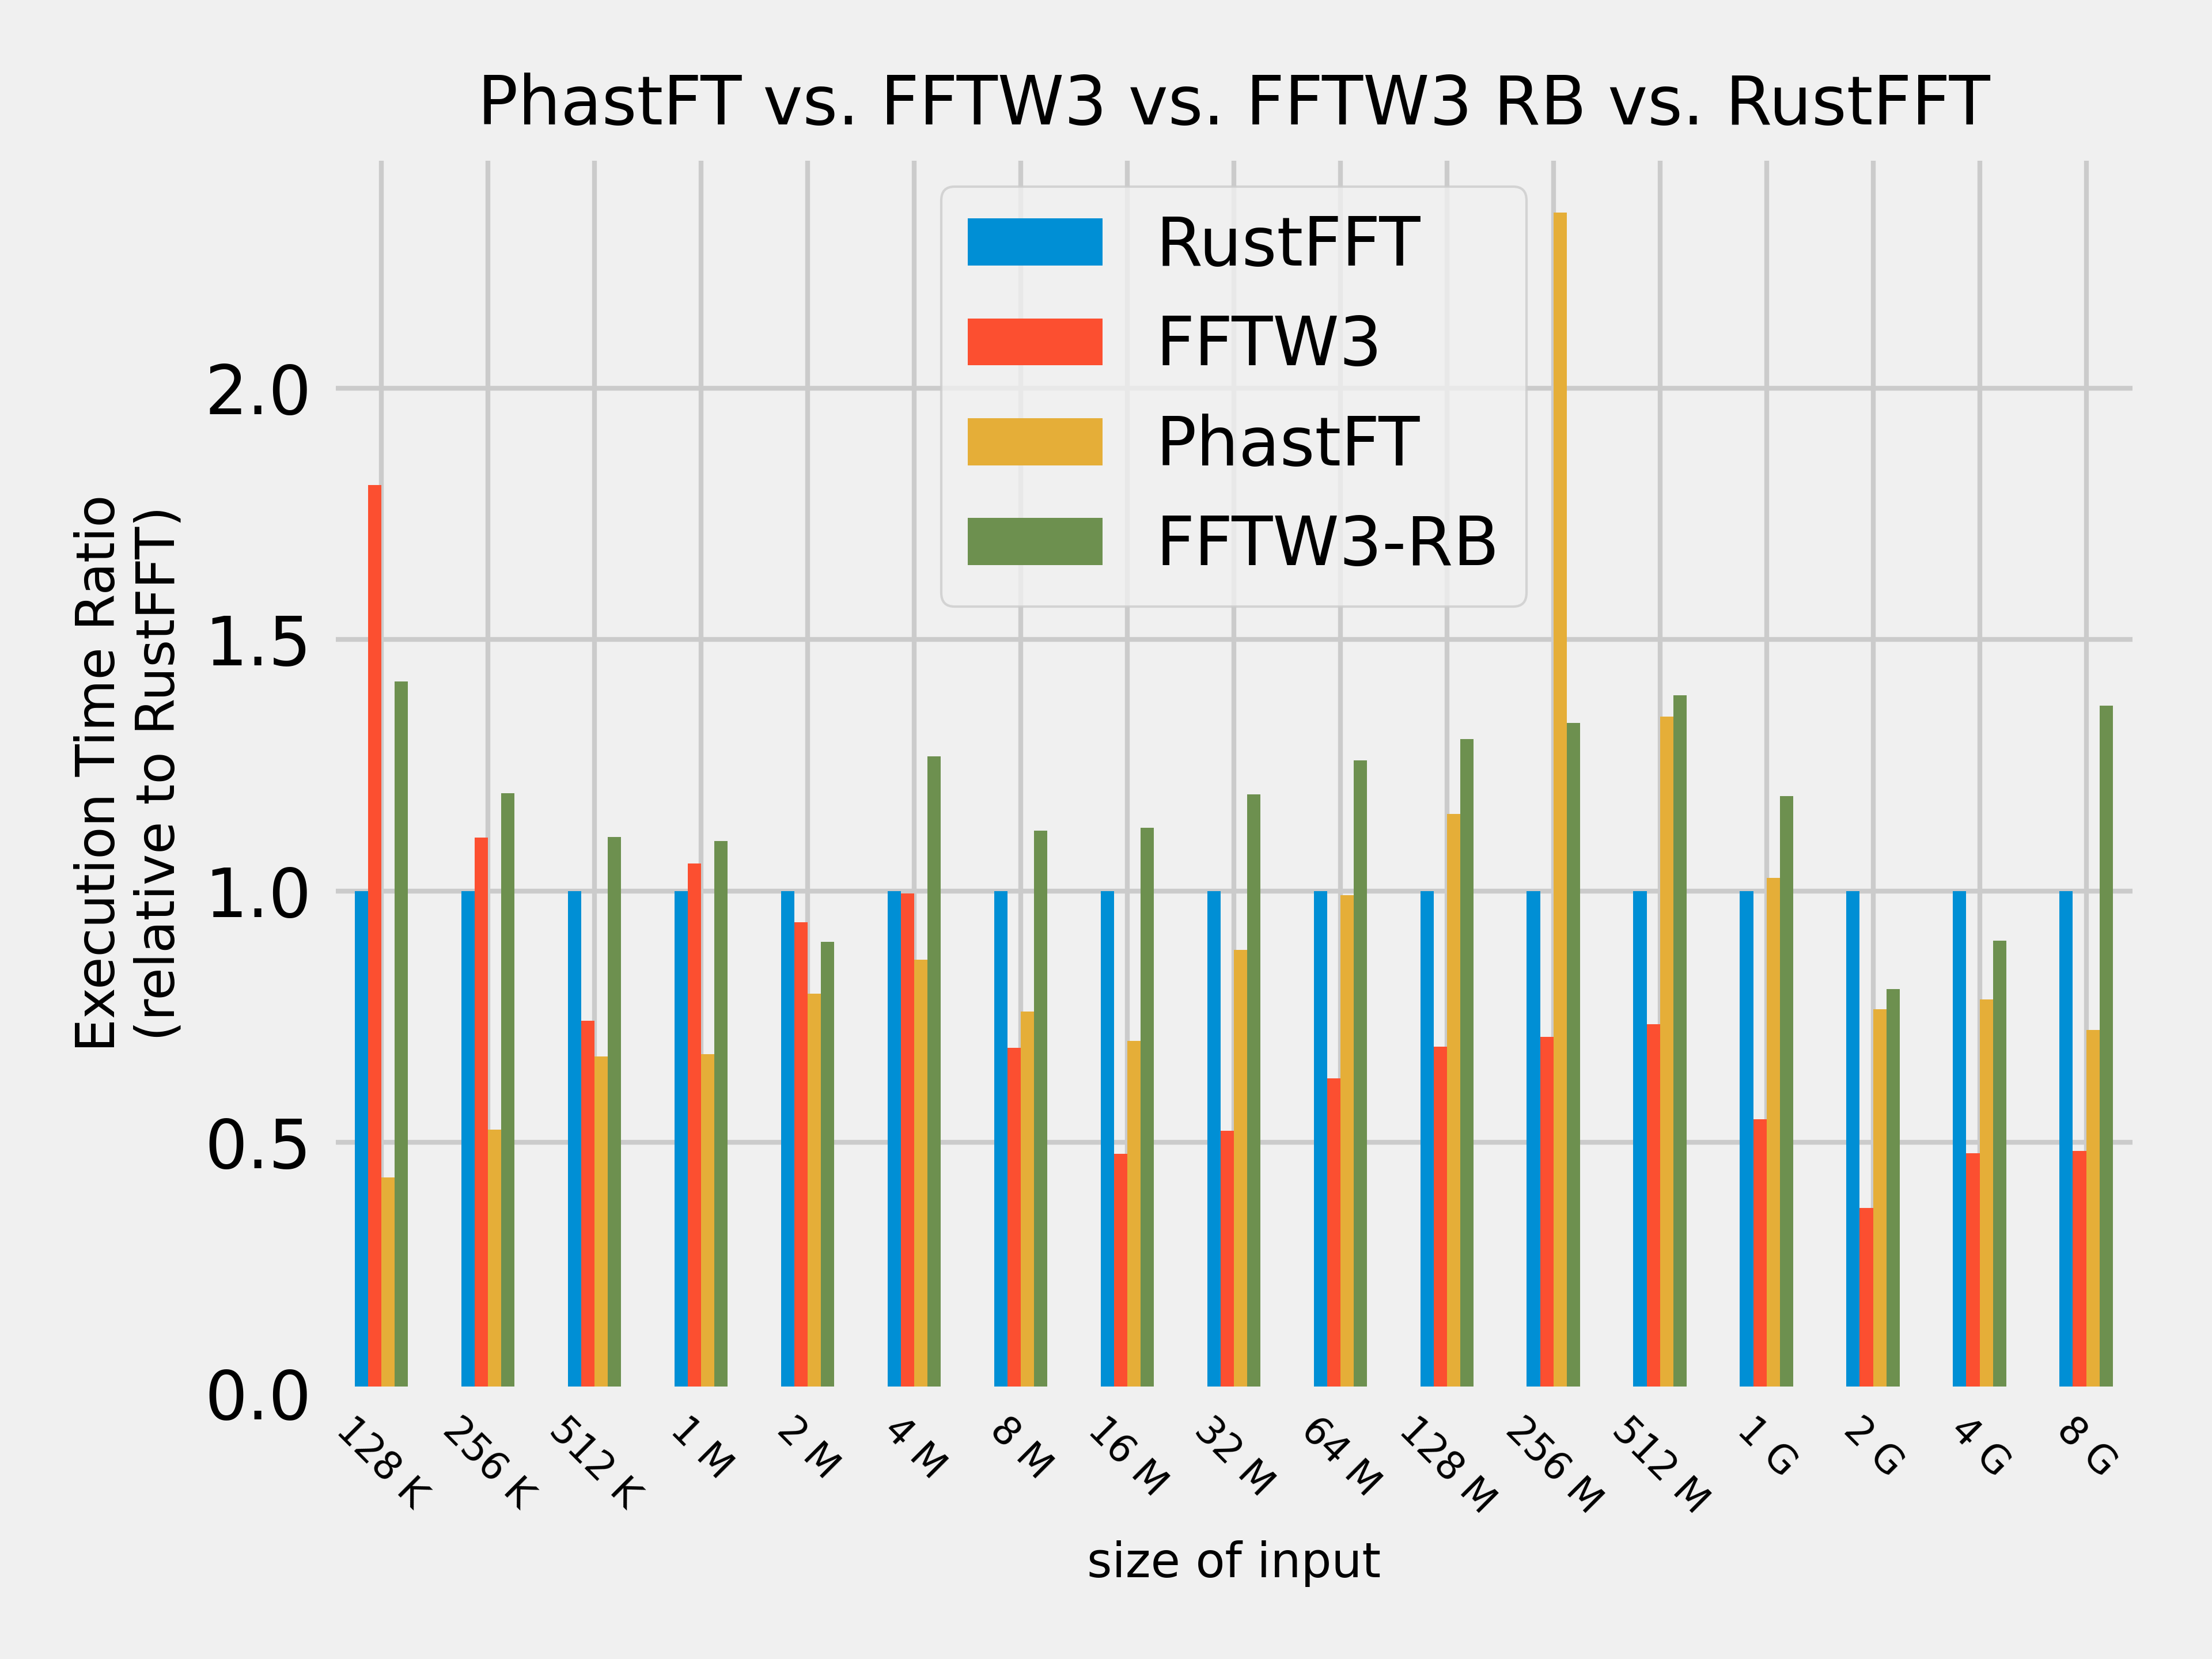 PhastFT vs. FFTW3 vs. FFTW3 RB vs. RustFFT
RustFFT
FFTW3
PhastFT
FFTW3-RB
Execution Time Ratio
(relative to RustFFT)
2.0
1.5
1.0
0.5
0.0
128 K
256 K
512 K
1 M
2 M
4 M
8 M
16 M
32 M
64 M
128 M
256 M
512 M
1 G
2 G
4 G
8 G
size of input